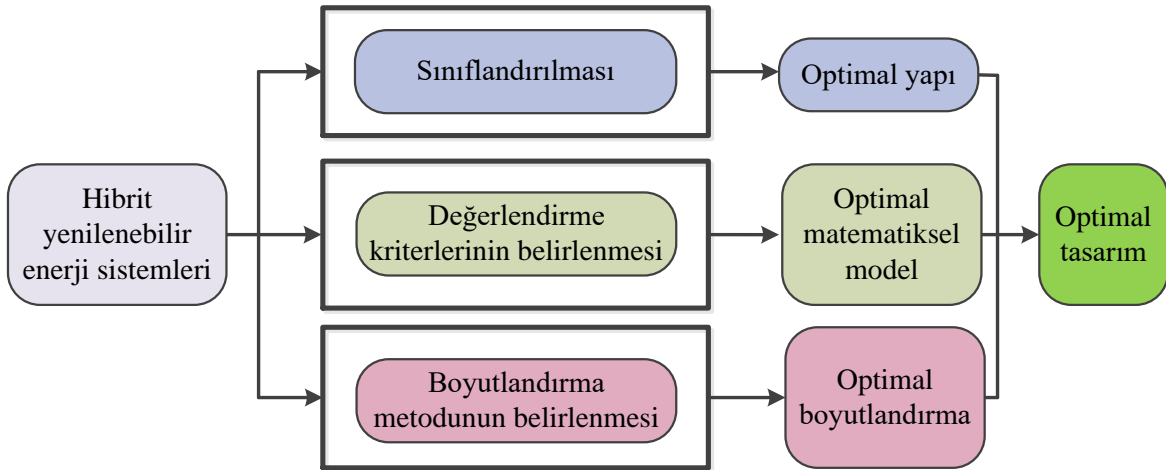 Hibrit
yenilenebilir
enerji sistemleri
Sınıflandırılması
Optimal yapı
Değerlendirme
kriterlerinin belirlenmesi
Optimal
matematiksel
model
Boyutlandırma
metodunun belirlenmesi
Optimal
boyutlandırma
Optimal
tasarım